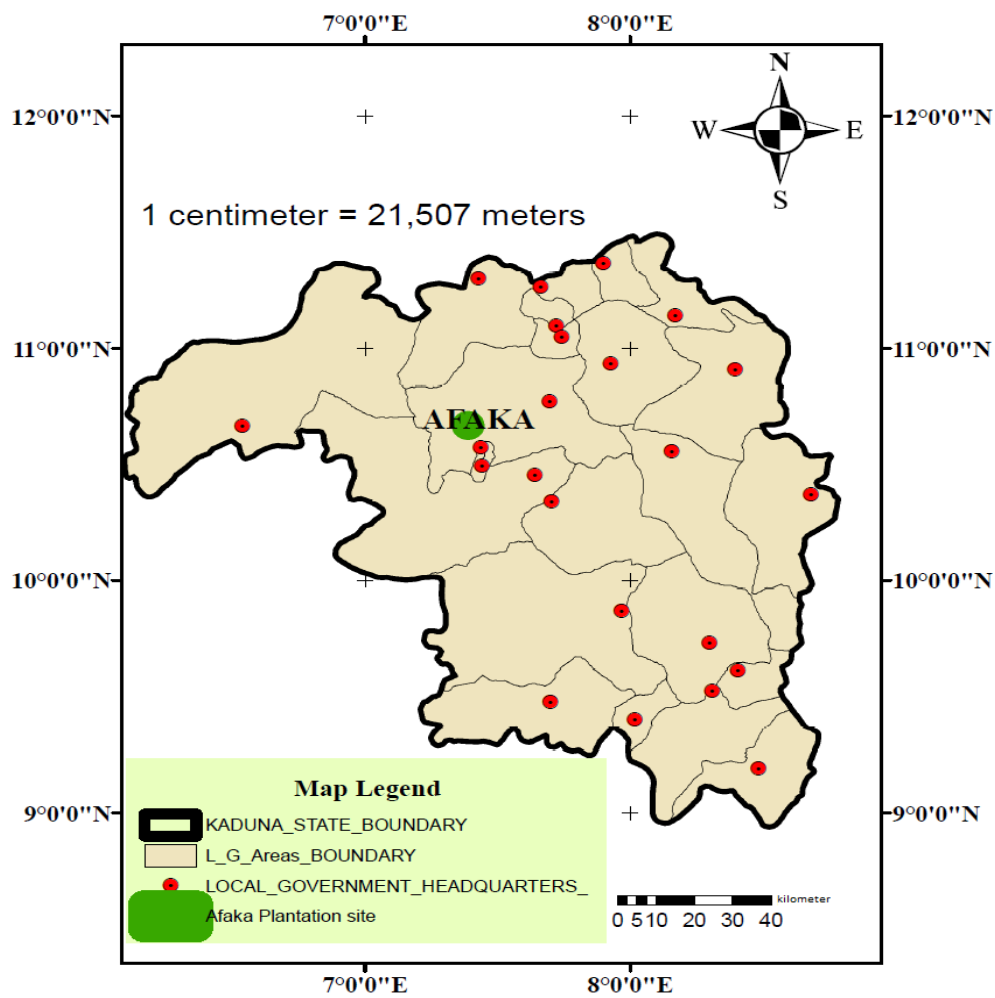 7°0'0"E 8°0'0"E
12°0'0"N 12°0'0"N
N
W E
S
1 centimeter = 21,507 meters
11°0'0"N 11°0'0"N
AFAKA
10°0'0"N 10°0'0"N
Map Legend
9°0'0"N 9°0'0"N
KADUNA_STATE_BOUNDARY
L_G_Areas_BOUNDARY
LOCAL_GOVERNMENT_HEADQUARTERS_
Afaka Plantation site
kilometer
0 5 10 20 30 40
7°0'0"E 8°0'0"E